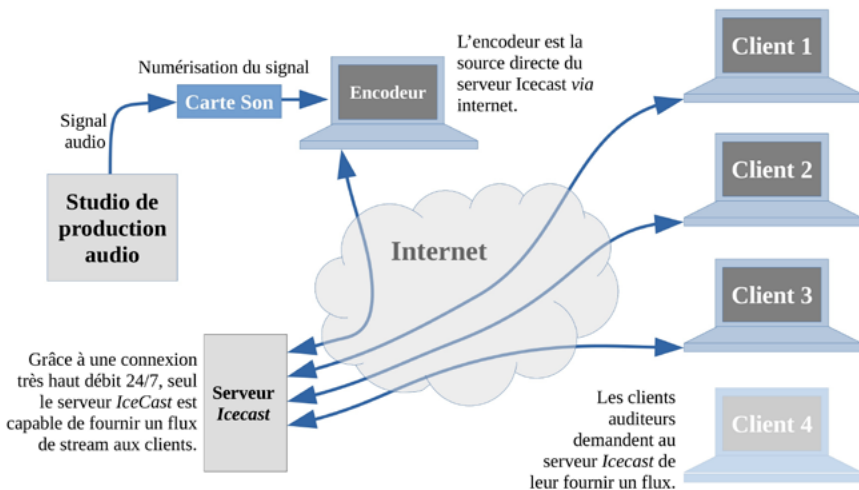 Numérisation du signal
Carte Son
Signal
audio
Studio de
production
audio
Encodeur
L'encodeur est la
source directe du
serveur Icecast via
internet.
Client 1
Client 2
Client 3
Client 4
Internet
Grâce à une connexion
très haut débit 24/7, seul
le serveur IceCast est
capable de fournir un flux
de stream aux clients.
Serveur
Icecast
Les clients
auditeurs
demandent au
serveur Icecast de
leur fournir un flux.